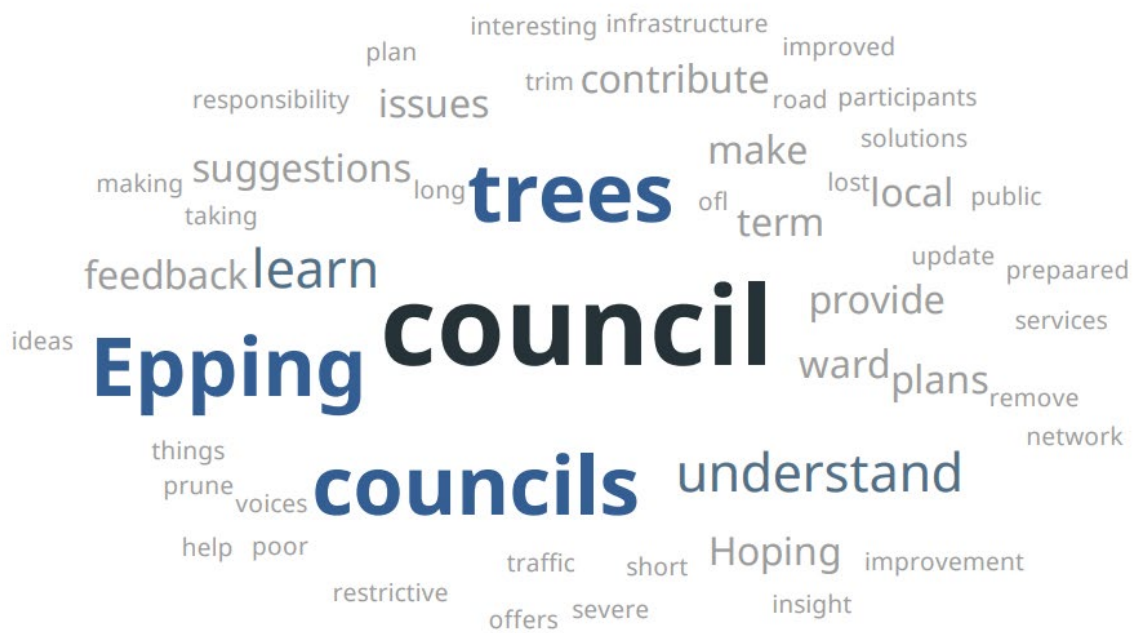 interesting infrastructure
plan improved
trim contribute
responsibility issues road participants
make solutions
suggestions
making long trees lost local public
taking ofl term
feedback learn update prepaared
council provide services
ideas Epping ward plans remove
things network
prune voices councils understand
help poor traffic short Hoping improvement
restrictive offers severe insight